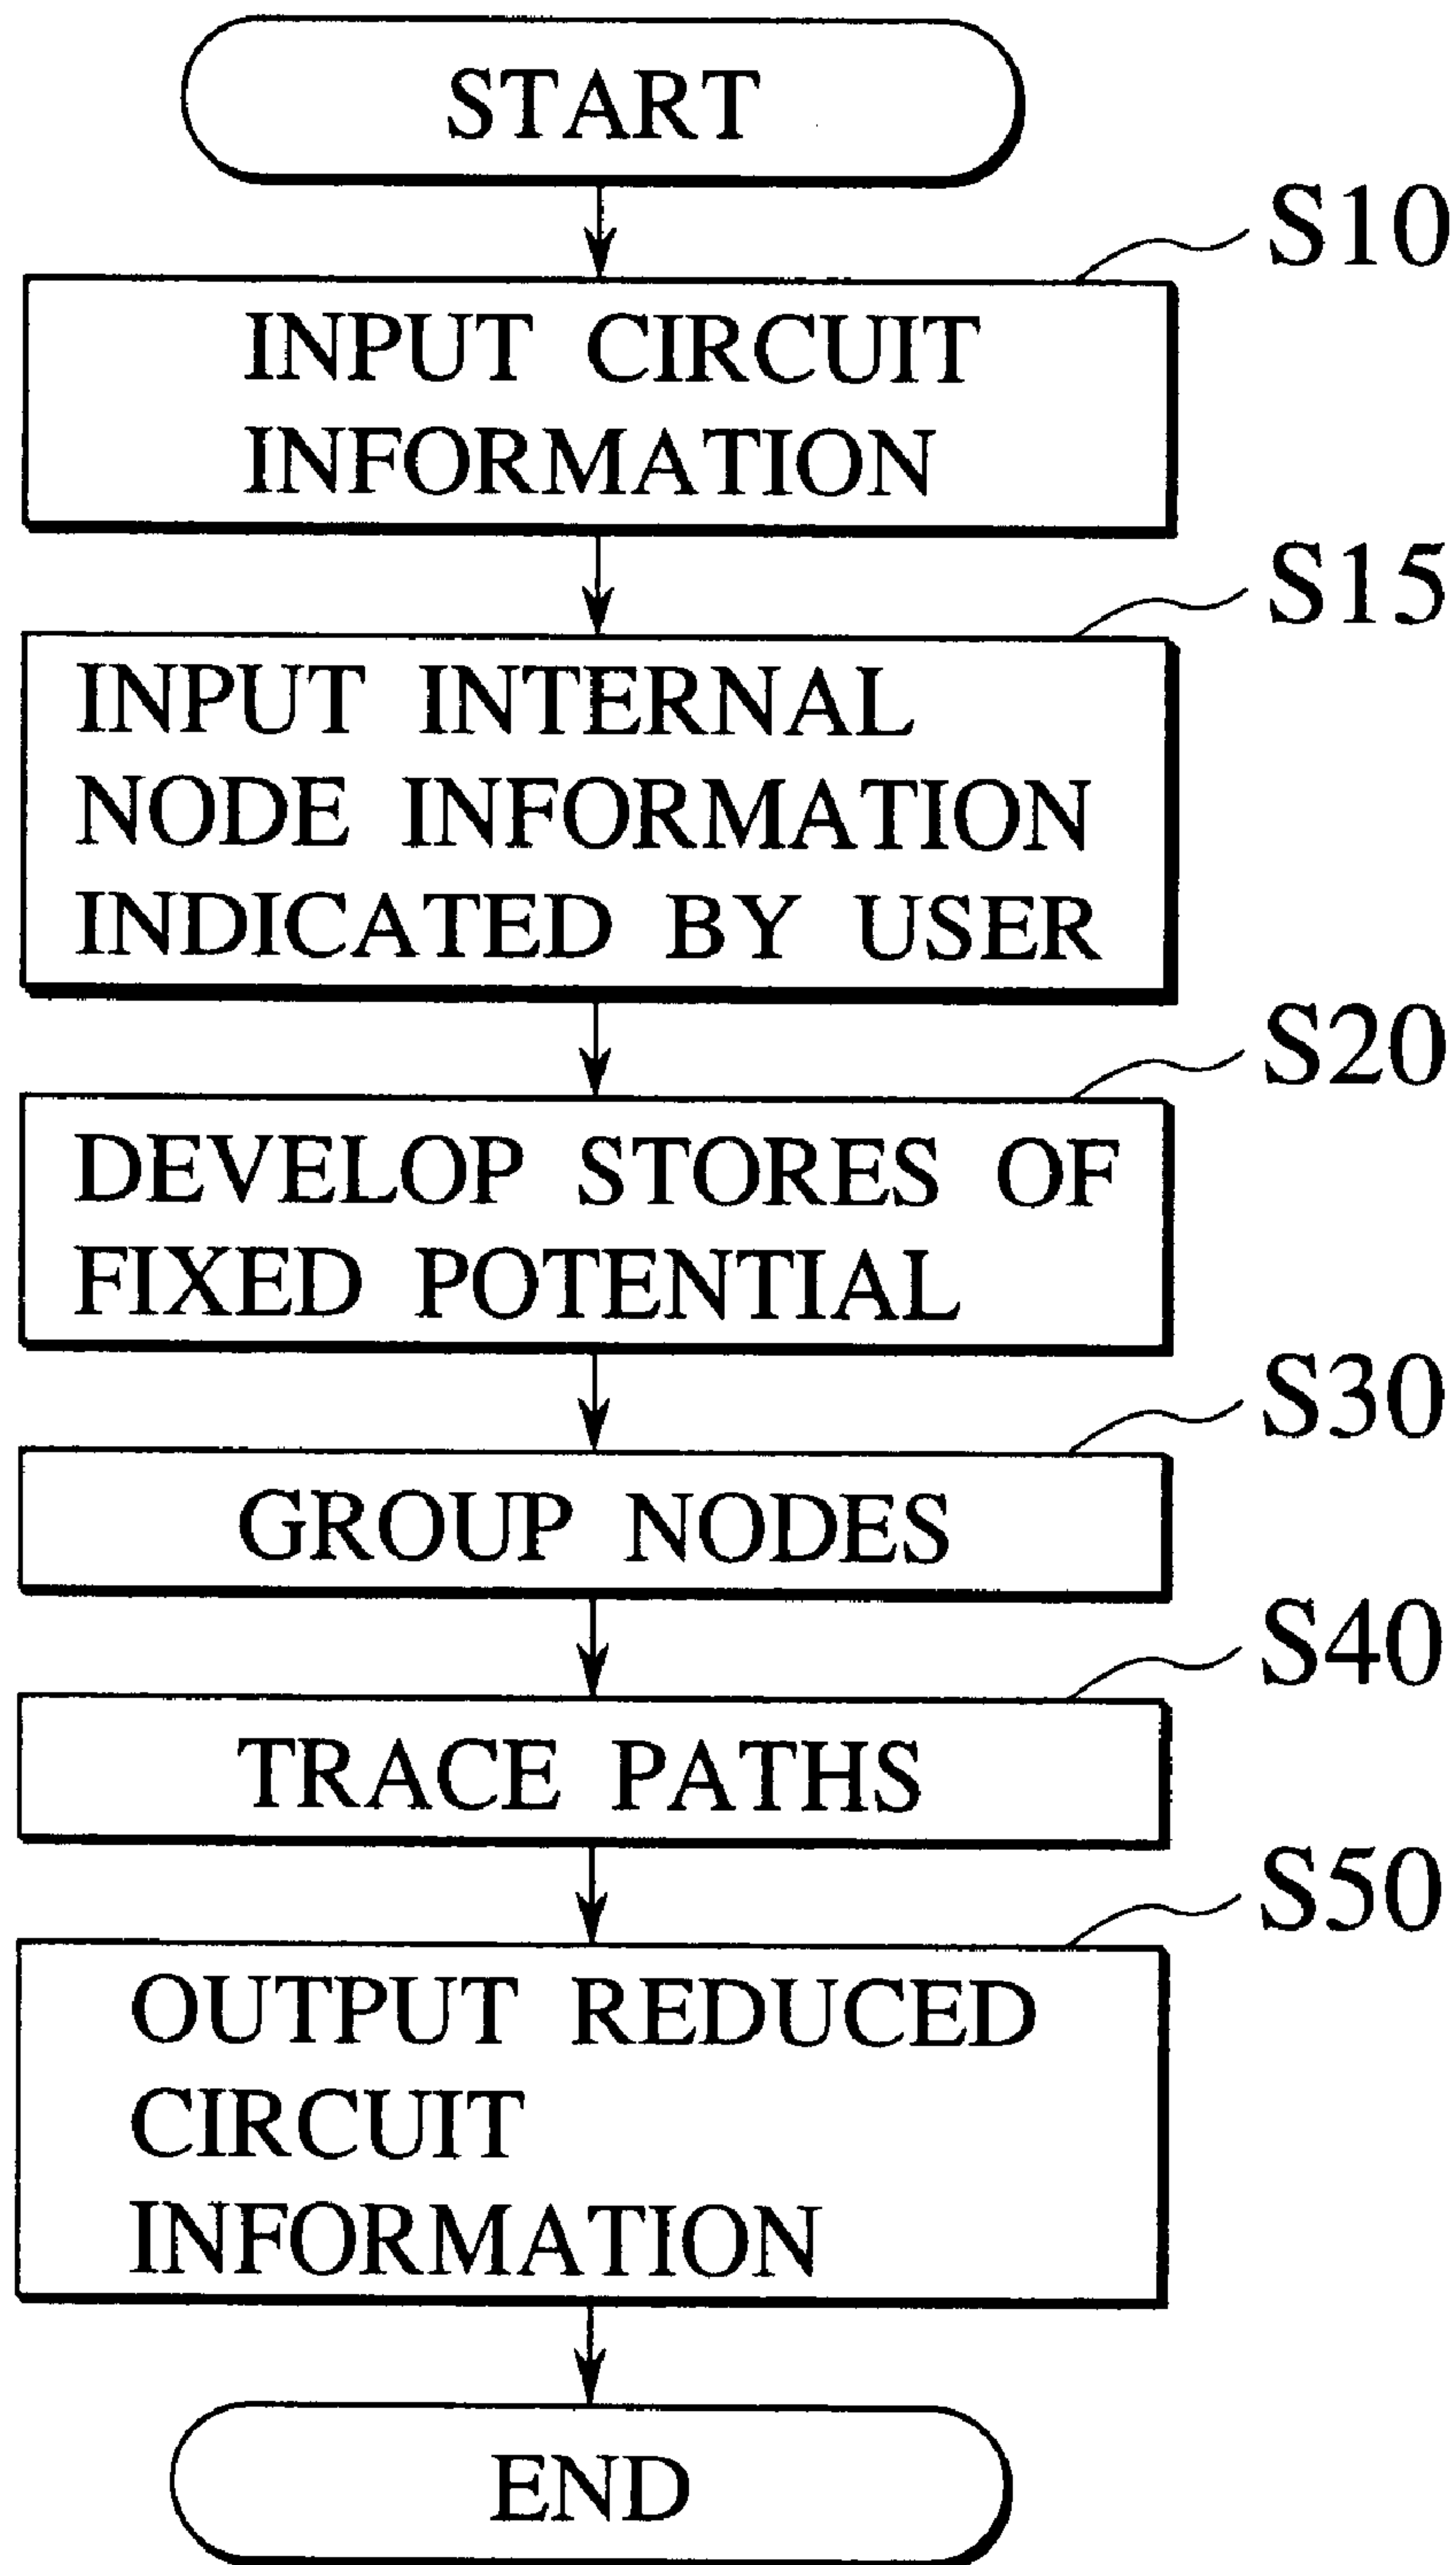 START
S10
INPUT CIRCUIT
INFORMATION
S15
INPUT INTERNAL
NODE INFORMATION
INDICATED BY USER
S20
DEVELOP STORES OF
FIXED POTENTIAL
S30
GROUP NODES
S40
TRACE PATHS
S50
OUTPUT REDUCED
CIRCUIT
INFORMATION
END